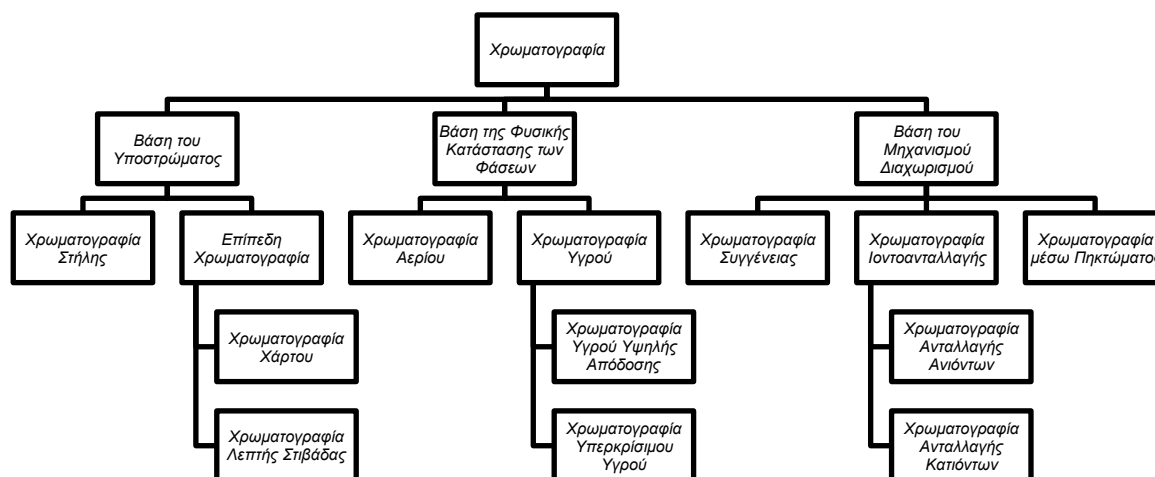 Χρωματογραφία
Βάση του
Υποστρώματος
Βάση της Φυσικής
Κατάστασης των
Φάσεων
Βάση του
Μηχανισμού
Διαχωρισμού
Χρωματογραφία
Στήλης
Επίπεδη
Χρωματογραφία
Χρωματογραφία
Αερίου
Χρωματογραφία
Υγρού
Χρωματογραφία
Συγγένειας
Χρωματογραφία
Ιοντοανταλλαγής
Χρωματογραφία
μέσω Πηκτώματος
Χρωματογραφία
Χάρτου
Χρωματογραφία
Υγρού Υψηλής
Απόδοσης
Χρωματογραφία
Ανταλλαγής
Ανιόντων
Χρωματογραφία
Λεπτής Στιβάδας
Χρωματογραφία
Υπερκρίσιμου
Υγρού
Χρωματογραφία
Ανταλλαγής
Κατιόντων